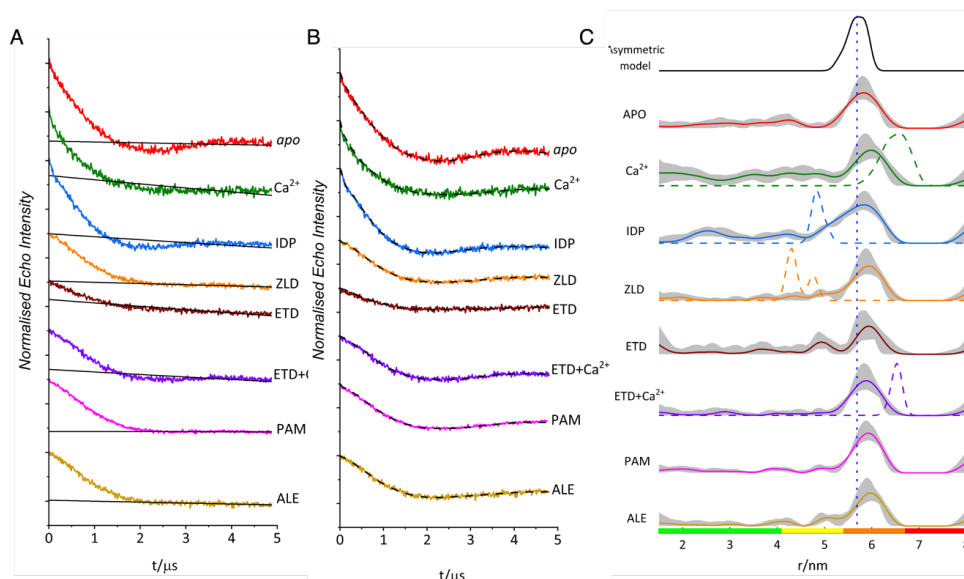 A
Normalised Echo Intensity
apo
Ca²⁺
IDP
ZLD
ETD
ETD+(
PAM
ALE
0 1 2 3 4 5
t/µs
B
Normalised Echo Intensity
apo
Ca²⁺
IDP
ZLD
ETD
ETD+Ca²⁺
PAM
ALE
0 1 2 3 4 5
t/µs
C
Asymmetric
model
APO
Ca²⁺
IDP
ZLD
ETD
ETD+Ca²⁺
PAM
ALE
2 3 4 5 6 7 8
r/nm